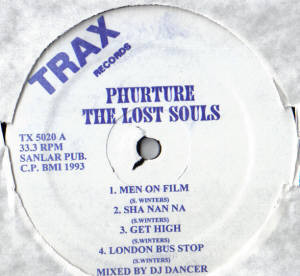 TRAX
RECORDS
PHURTURE
THE LOST SOULS
TX 5020 A
33.3 RPM
SANLAR PUB.
C.P. BMI 1993
1. MEN ON FILM
(S. WINTERS)
2. SHA NAN NA
(S. WINTERS)
3. GET HIGH
(S.WINTERS)
4. LONDON BUS STOP
(S.WINTERS)
MIXED BY DJ DANCER